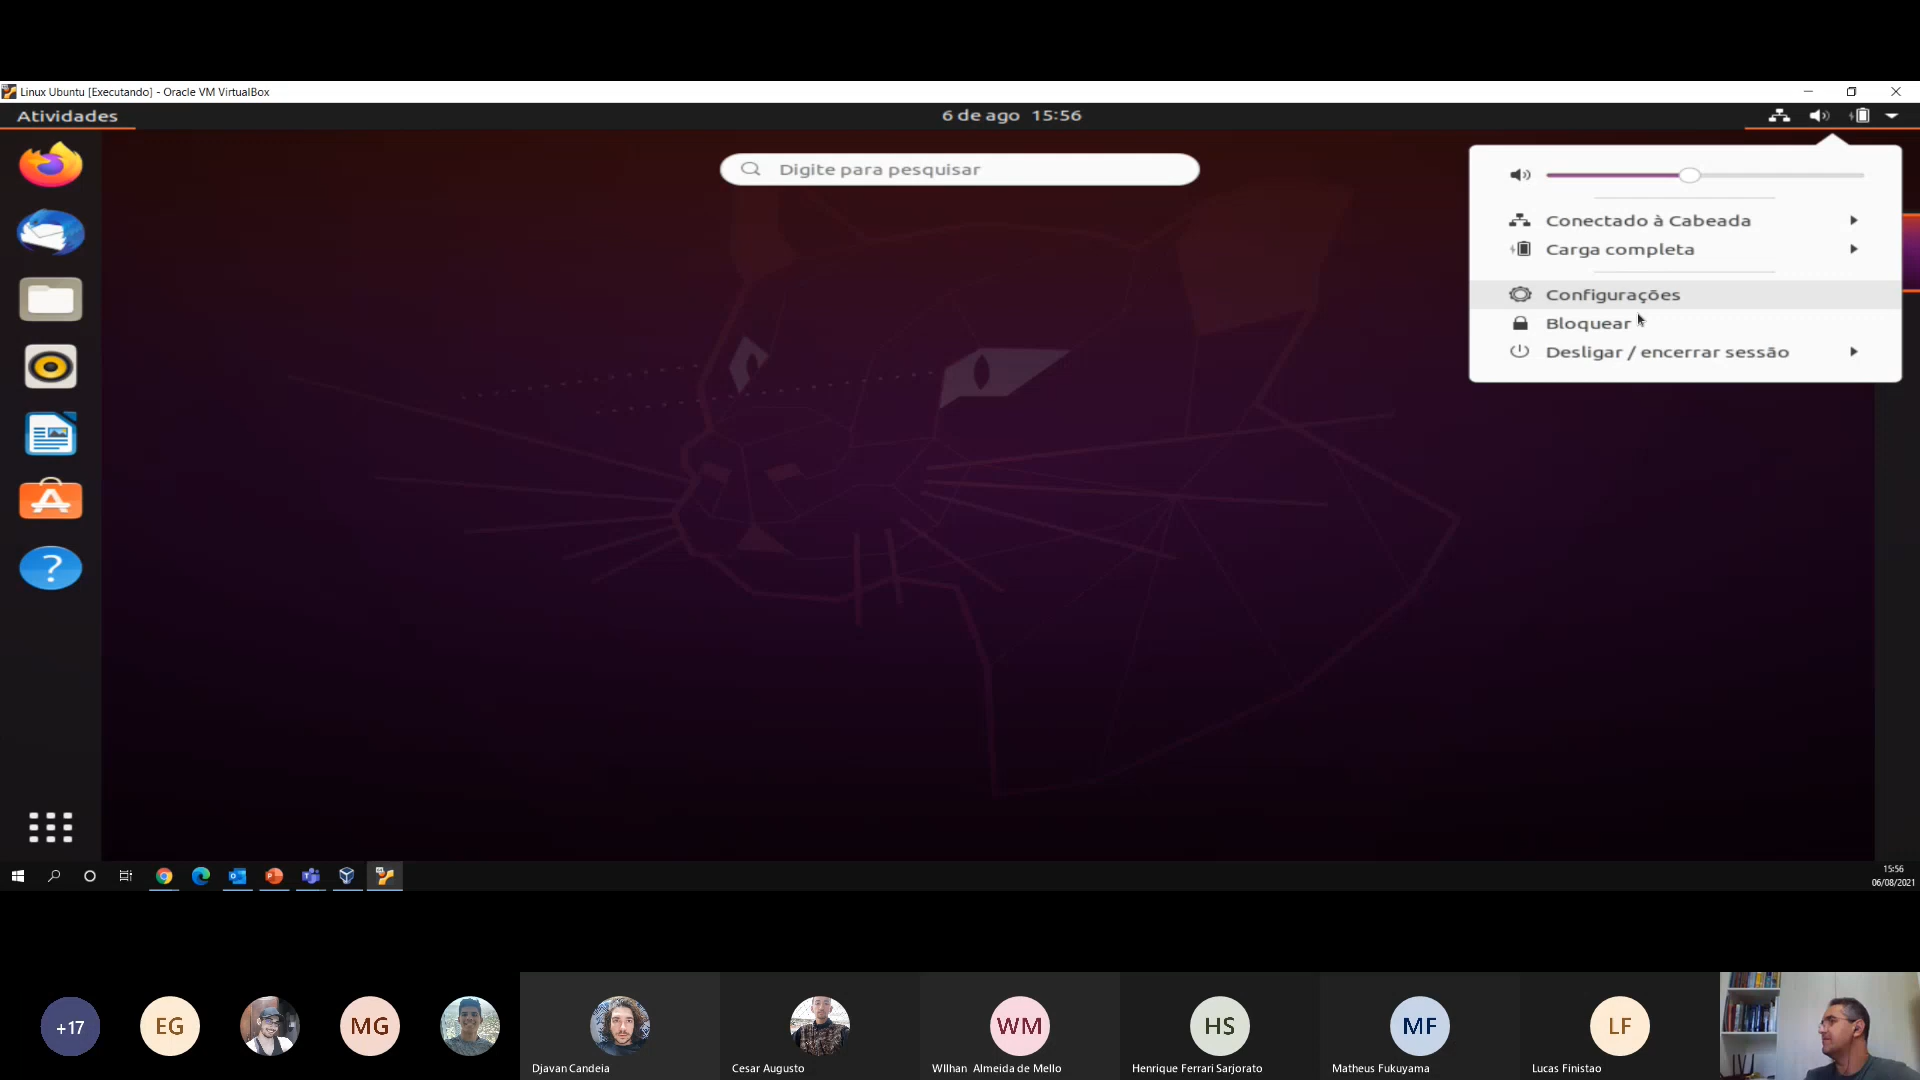 Linux Ubuntu [Executando] - Oracle VM VirtualBox
Atividades
6 de ago 15:56
Digite para pesquisar
Conectado à Cabeada
Carga completa
Configurações
Bloquear
Desligar / encerrar sessão
15:56
06/08/2021
+17
EG
MG
WM
HS
MF
LF
Djavan Candeia
Cesar Augusto
WIlhan Almeida de Mello
Henrique Ferrari Sarjorato
Matheus Fukuyama
Lucas Finistao